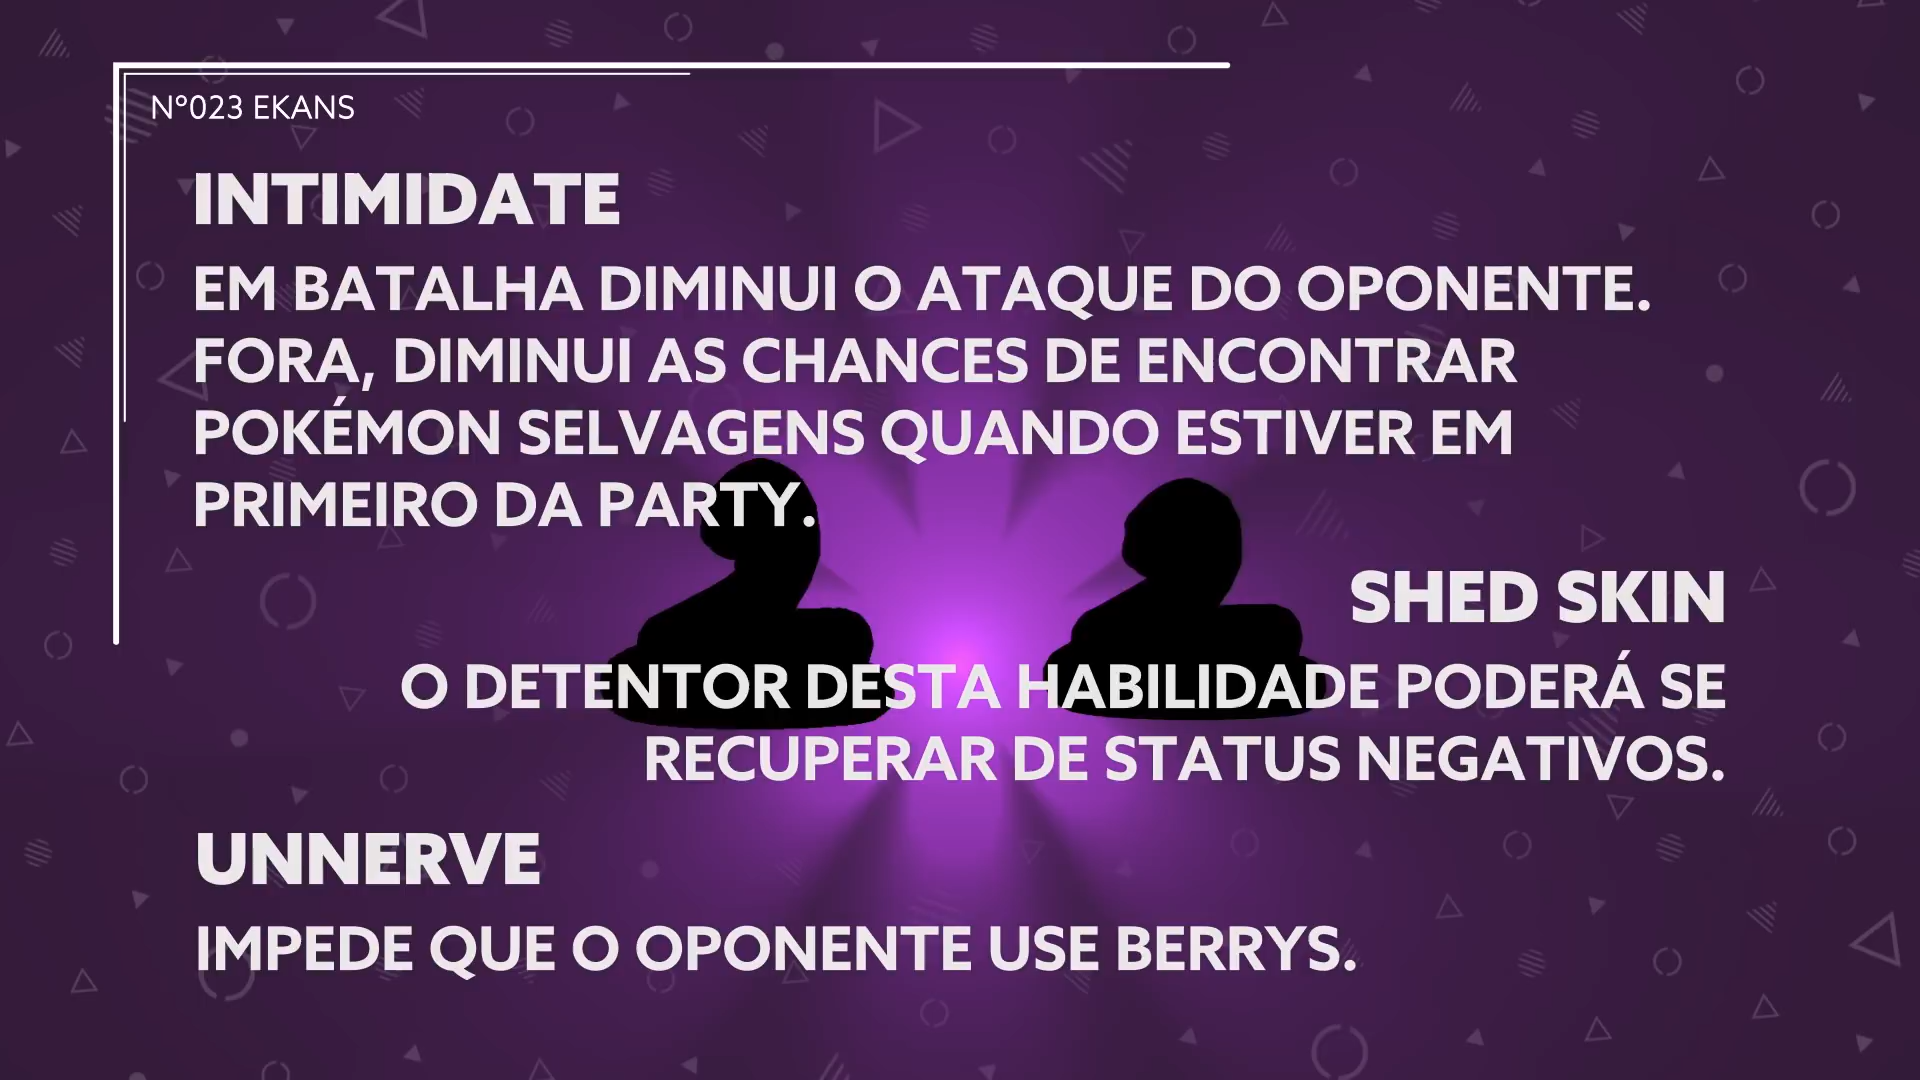 Nº023 EKANS
INTIMIDATE
EM BATALHA DIMINUI O ATAQUE DO OPONENTE.
FORA, DIMINUI AS CHANCES DE ENCONTRAR
POKÉMON SELVAGENS QUANDO ESTIVER EM
PRIMEIRO DA PARTY.
SHED SKIN
O DETENTOR DESTA HABILIDADE PODERÁ SE
RECUPERAR DE STATUS NEGATIVOS.
UNNERVE
IMPEDE QUE O OPONENTE USE BERRYS.